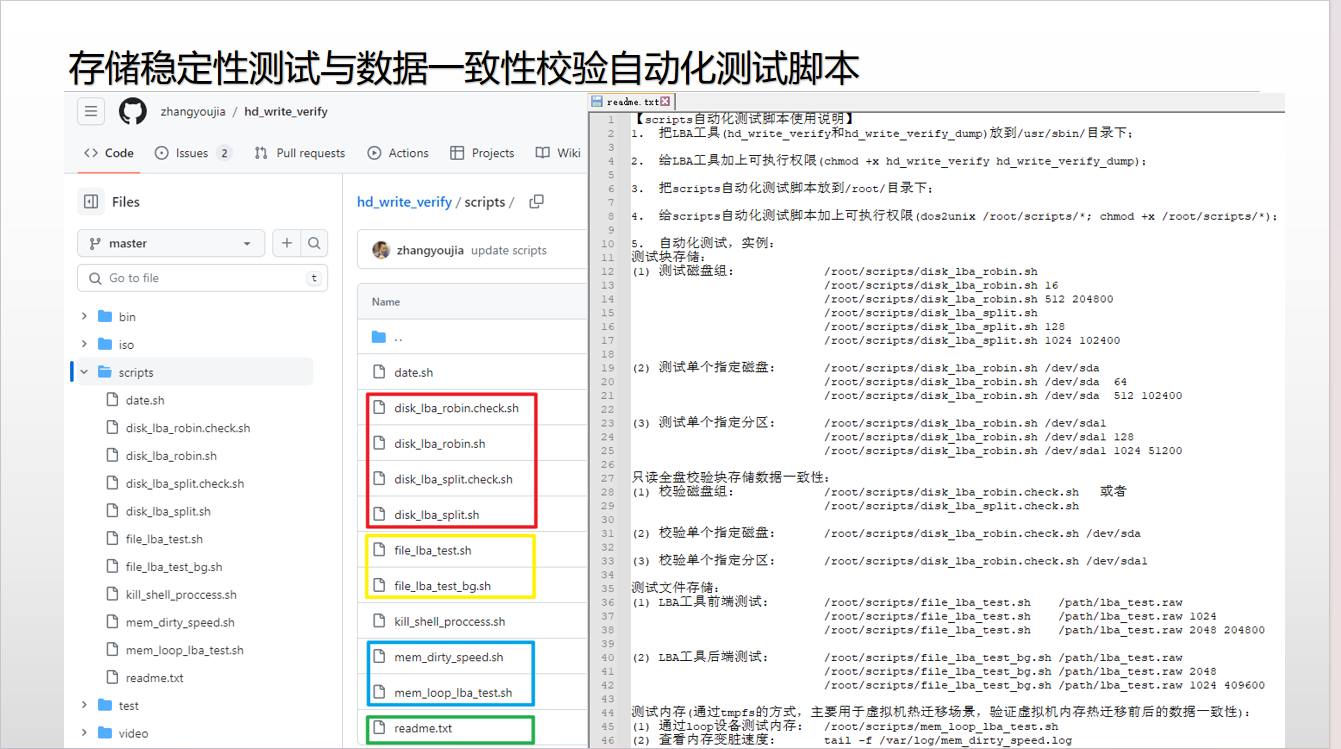 存储稳定性测试与数据一致性校验自动化测试脚本
zhangyoujia / hd_write_verify
Code
Issues 2
Pull requests
Actions
Projects
Wiki
Files
master
Go to file
t
bin
iso
scripts
date.sh
disk_lba_robin.check.sh
disk_lba_robin.sh
disk_lba_split.check.sh
disk_lba_split.sh
file_lba_test.sh
file_lba_test_bg.sh
kill_shell_proccess.sh
mem_dirty_speed.sh
mem_loop_lba_test.sh
readme.txt
test
video
hd_write_verify / scripts /
zhangyoujia update scripts
Name
..
date.sh
disk_lba_robin.check.sh
disk_lba_robin.sh
disk_lba_split.check.sh
disk_lba_split.sh
file_lba_test.sh
file_lba_test_bg.sh
kill_shell_proccess.sh
mem_dirty_speed.sh
mem_loop_lba_test.sh
readme.txt
readme.txt
1 【scripts自动化测试脚本使用说明】
2 1. 把LBA工具(hd_write_verify和hd_write_verify_dump)放到/usr/sbin/目录下;
3
4 2. 给LBA工具加上可执行权限(chmod +x hd_write_verify hd_write_verify_dump);
5
6 3. 把scripts自动化测试脚本放到/root/目录下;
7
8 4. 给scripts自动化测试脚本加上可执行权限(dos2unix /root/scripts/*; chmod +x /root/scripts/*);
9
10 5. 自动化测试，实例:
11 测试块存储:
12 (1) 测试磁盘组: /root/scripts/disk_lba_robin.sh
13 /root/scripts/disk_lba_robin.sh 16
14 /root/scripts/disk_lba_robin.sh 512 204800
15 /root/scripts/disk_lba_split.sh
16 /root/scripts/disk_lba_split.sh 128
17 /root/scripts/disk_lba_split.sh 1024 102400
18
19 (2) 测试单个指定磁盘: /root/scripts/disk_lba_robin.sh /dev/sda
20 /root/scripts/disk_lba_robin.sh /dev/sda 64
21 /root/scripts/disk_lba_robin.sh /dev/sda 512 102400
22
23 (3) 测试单个指定分区: /root/scripts/disk_lba_robin.sh /dev/sda1
24 /root/scripts/disk_lba_robin.sh /dev/sda1 128
25 /root/scripts/disk_lba_robin.sh /dev/sda1 1024 51200
26
27 只读全盘校验块存储数据一致性:
28 (1) 校验磁盘组: /root/scripts/disk_lba_robin.check.sh 或者
29 /root/scripts/disk_lba_split.check.sh
30
31 (2) 校验单个指定磁盘: /root/scripts/disk_lba_robin.check.sh /dev/sda
32
33 (3) 校验单个指定分区: /root/scripts/disk_lba_robin.check.sh /dev/sda1
34
35 测试文件存储:
36 (1) LBA工具前端测试: /root/scripts/file_lba_test.sh /path/lba_test.raw
37 /root/scripts/file_lba_test.sh /path/lba_test.raw 1024
38 /root/scripts/file_lba_test.sh /path/lba_test.raw 2048 204800
39
40 (2) LBA工具后端测试: /root/scripts/file_lba_test_bg.sh /path/lba_test.raw
41 /root/scripts/file_lba_test_bg.sh /path/lba_test.raw 2048
42 /root/scripts/file_lba_test_bg.sh /path/lba_test.raw 1024 409600
43
44 测试内存(通过tmpfs的方式，主要用于虚拟机热迁移场景，验证虚拟机内存热迁移前后的数据一致性):
45 (1) 通过loop设备测试内存: /root/scripts/mem_loop_lba_test.sh
46 (2) 查看内存变脏速度: tail -f /var/log/mem_dirty_speed.log